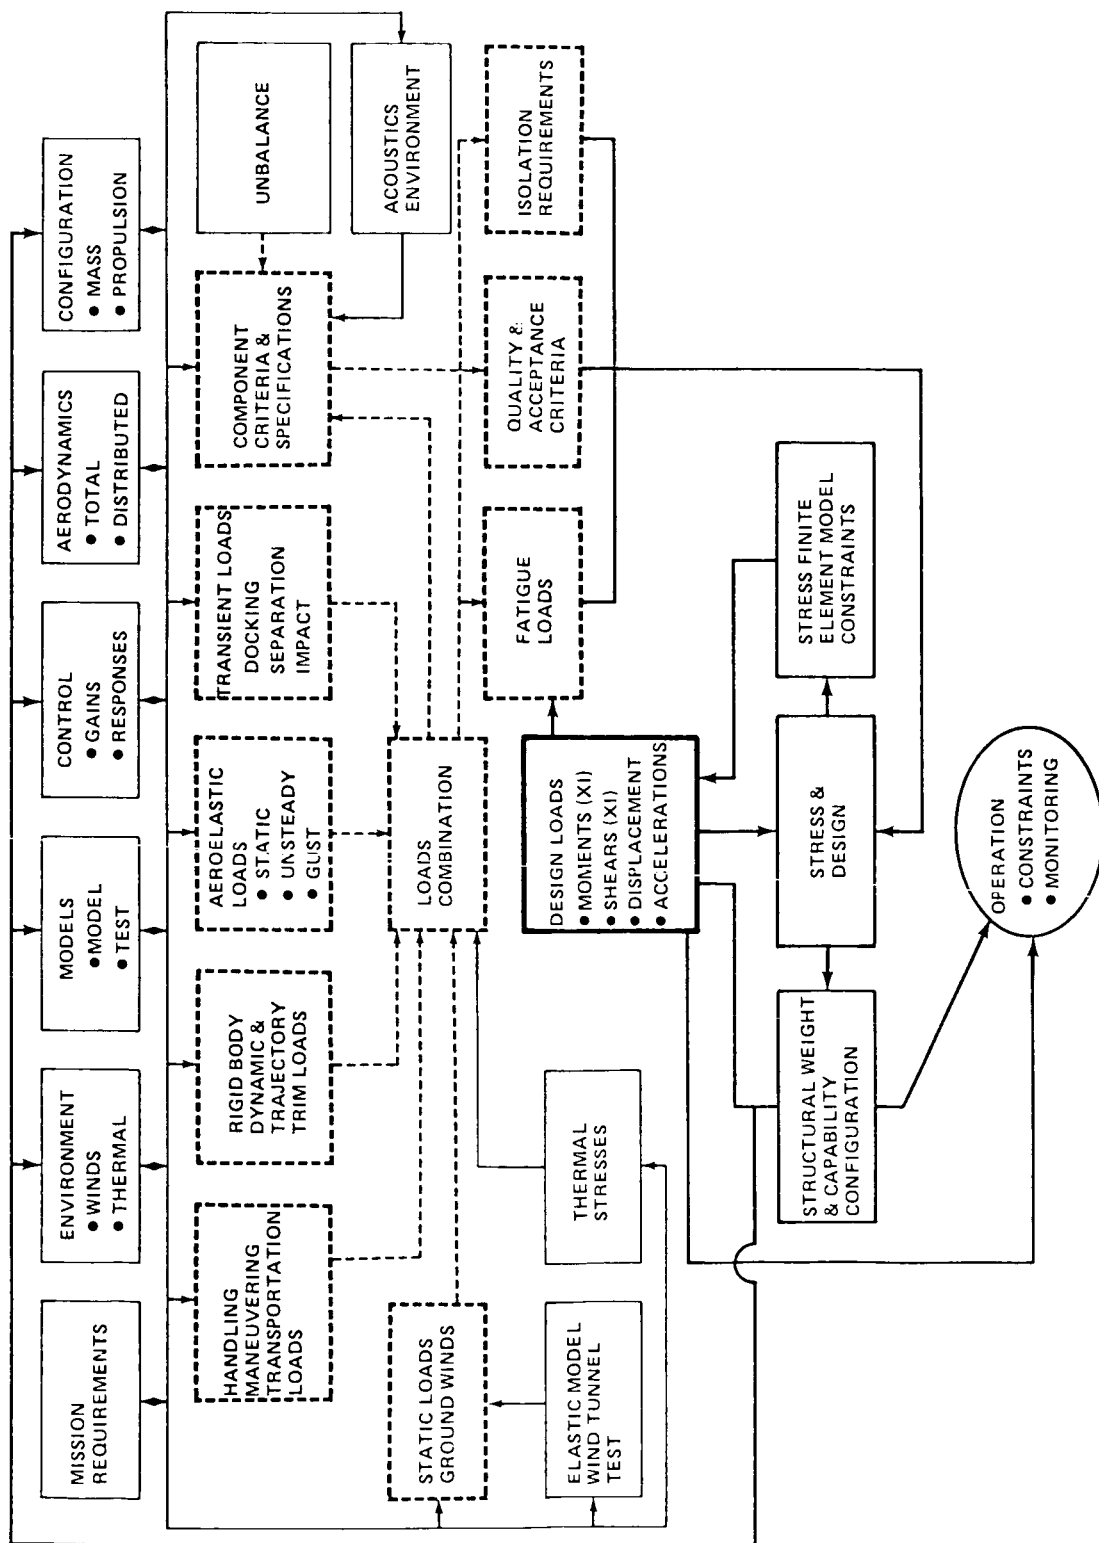 MISSION
REQUIREMENTS
ENVIRONMENT
● WINDS
● THERMAL
MODELS
●MODEL
● TEST
CONTROL
● GAINS
● RESPONSES
AERODYNAMICS
● TOTAL
● DISTRIBUTED
CONFIGURATION
● MASS
● PROPULSION
HANDLING
MANEUVERING
TRANSPORTATION
LOADS
RIGID BODY
DYNAMIC &
TRAJECTORY
TRIM LOADS
AEROELASTIC
LOADS
● STATIC
● UNSTEADY
● GUST
TRANSIENT LOADS
DOCKING
SEPARATION
IMPACT
COMPONENT
CRITERIA &
SPECIFICATIONS
UNBALANCE
STATIC LOADS
GROUND WINDS
LOADS
COMBINATION
ACOUSTICS
ENVIRONMENT
ELASTIC MODEL
WIND TUNNEL
TEST
THERMAL
STRESSES
DESIGN LOADS
● MOMENTS (XI)
● SHEARS (XI)
● DISPLACEMENT
● ACCELERATIONS
FATIGUE
LOADS
QUALITY &
ACCEPTANCE
CRITERIA
ISOLATION
REQUIREMENTS
STRUCTURAL WEIGHT
& CAPABILITY
CONFIGURATION
STRESS &
DESIGN
STRESS FINITE
ELEMENT MODEL
CONSTRAINTS
OPERATION
● CONSTRAINTS
● MONITORING